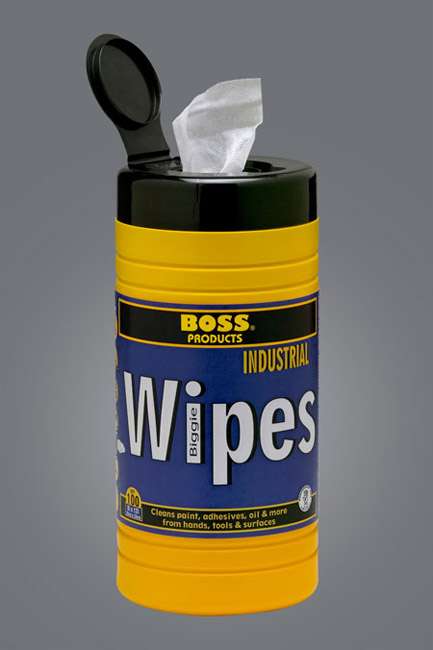 BOSS®
PRODUCTS
INDUSTRIAL
Wipes
Biggie
100
Cleans paint, adhesives, oil & more
from hands, tools & surfaces